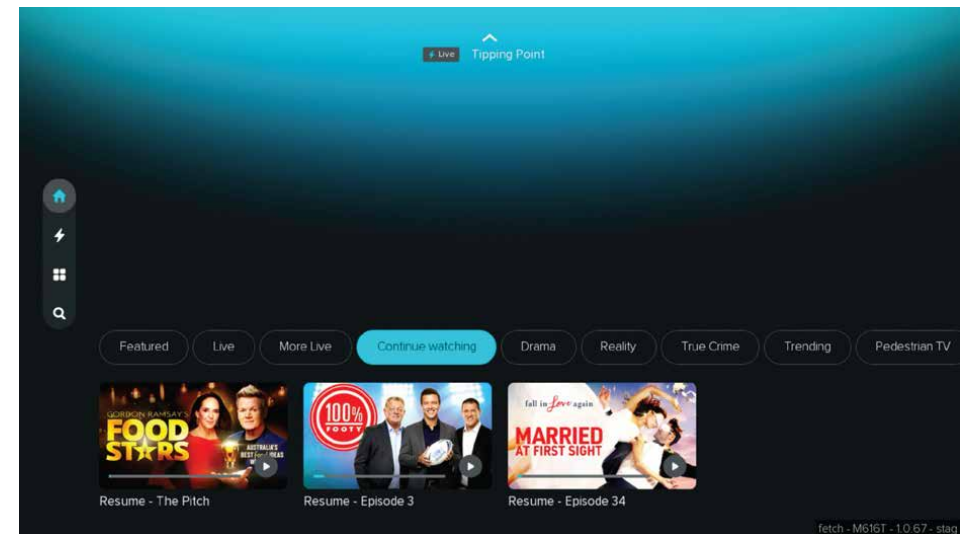 Live Tipping Point
Featured Live More Live Continue watching Drama Reality True Crime Trending Pedestrian TV
GORDON RAMSAY'S
FOOD
STARS
AUSTRALIA'S
BEST Food IDEAS
100%
FOOTY
fall in Love again
MARRIED
AT FIRST SIGHT
Resume - The Pitch
Resume - Episode 3
Resume - Episode 34
fetch - M616T - 1.0.67 - stag